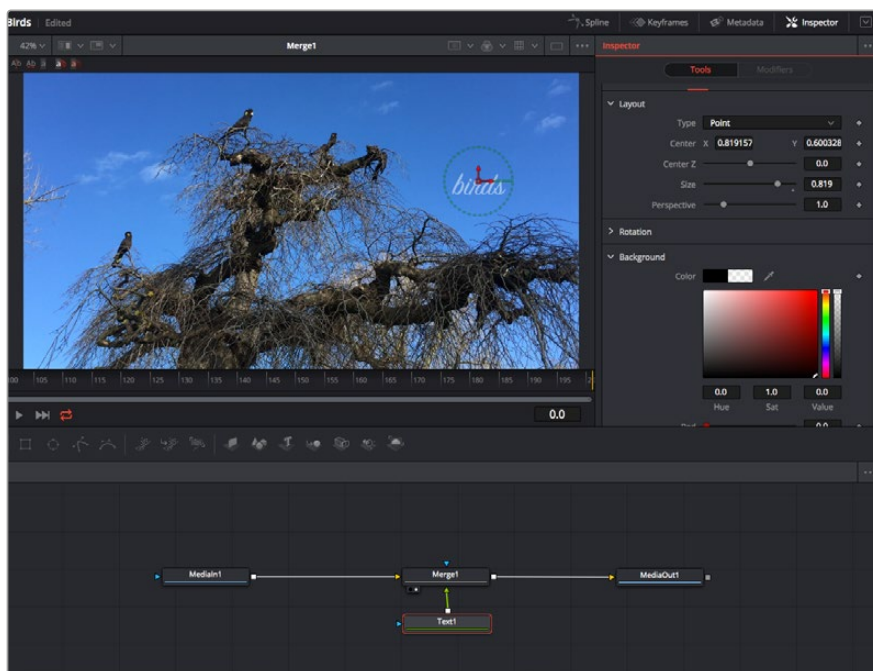 Birds Edited
Spline Keyframes Metadata Inspector
42% Merge1 Inspector
Tools Modifiers
Layout
Type Point
Center X 0.819157 Y 0.600328
birds
Center Z 0.0
Size 0.819
Perspective 1.0
Rotation
Background
Color
100 105 110 115 120 125 130 135 140 145 150 155 160 165 170 175 180 185 190 195
0.0 1.0 0.0
Hue Sat Value
0.0
MediaIn1 Merge1 MediaOut1
Text1